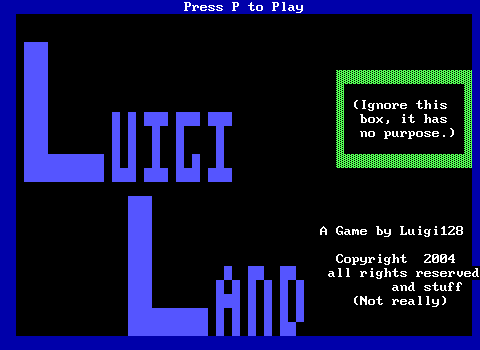 Press P to Play
LUIGI
(Ignore this
box, it has
no purpose.)
LAND
A Game by Luigi128
Copyright  2004
all rights reserved
and stuff
(Not really)